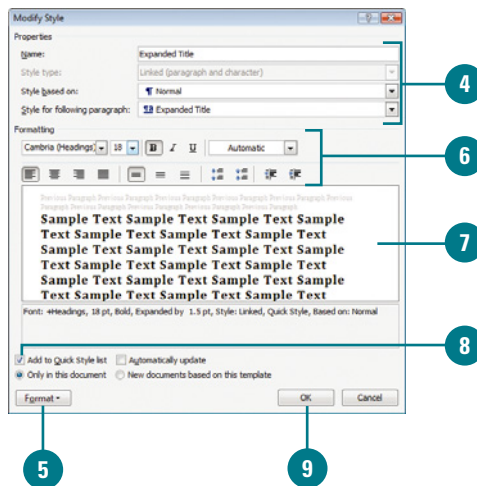 Modify Style
Properties
Name: Expanded Title
Style type: Linked (paragraph and character)
Style based on: ¶ Normal
Style for following paragraph: ¶a Expanded Title
4
Formatting
Cambria (Headings) 18 B I U Automatic
6
Previous Paragraph Previous Paragraph Previous Paragraph Previous Paragraph Previous
Paragraph Previous Paragraph Previous Paragraph Previous Paragraph Previous Paragraph
Sample Text Sample Text Sample Text Sample
Text Sample Text Sample Text Sample Text
Sample Text Sample Text Sample Text Sample
Text Sample Text Sample Text Sample Text
Sample Text Sample Text Sample Text Sample
Text Sample Text Sample Text Sample Text
7
Font: +Headings, 18 pt, Bold, Expanded by 1.5 pt, Style: Linked, Quick Style, Based on: Normal
8
Add to Quick Style list Automatically update
Only in this document New documents based on this template
Format OK Cancel
5 9